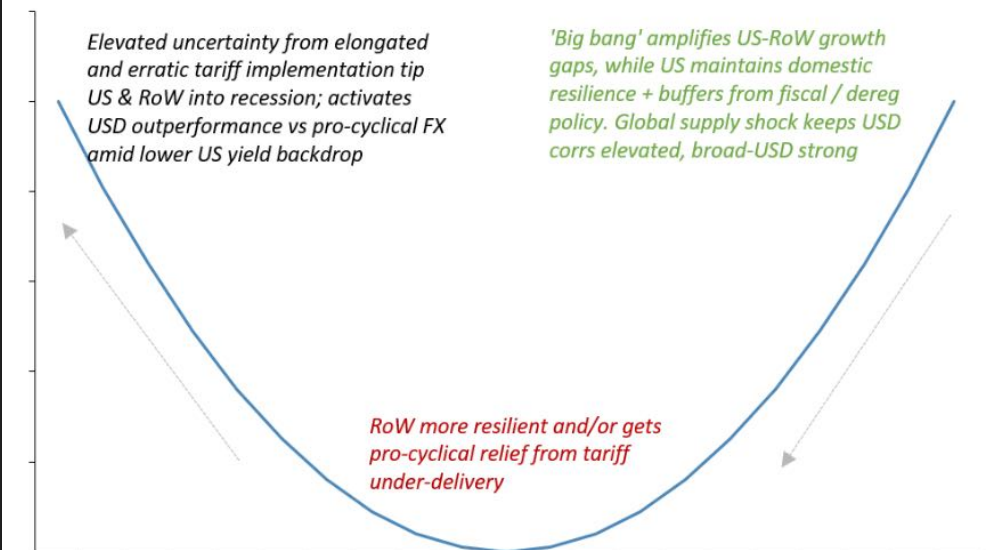 Elevated uncertainty from elongated
and erratic tariff implementation tip
US & RoW into recession; activates
USD outperformance vs pro-cyclical FX
amid lower US yield backdrop
'Big bang' amplifies US-RoW growth
gaps, while US maintains domestic
resilience + buffers from fiscal / dereg
policy. Global supply shock keeps USD
corrs elevated, broad-USD strong
RoW more resilient and/or gets
pro-cyclical relief from tariff
under-delivery